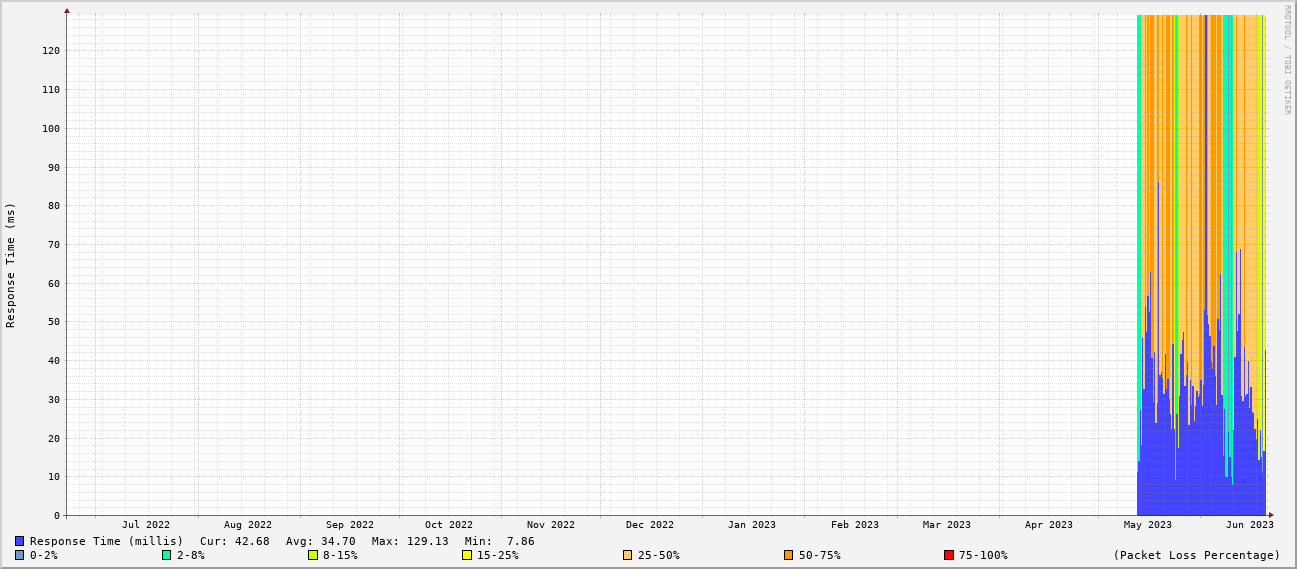 RRDTOOL / TOBI OETIKER
Response Time (ms)
120
110
100
90
80
70
60
50
40
30
20
10
0
Jul 2022 Aug 2022 Sep 2022 Oct 2022 Nov 2022 Dec 2022 Jan 2023 Feb 2023 Mar 2023 Apr 2023 May 2023 Jun 2023
Response Time (millis) Cur: 42.68 Avg: 34.70 Max: 129.13 Min: 7.86
0-2% 2-8% 8-15% 15-25% 25-50% 50-75% 75-100% (Packet Loss Percentage)